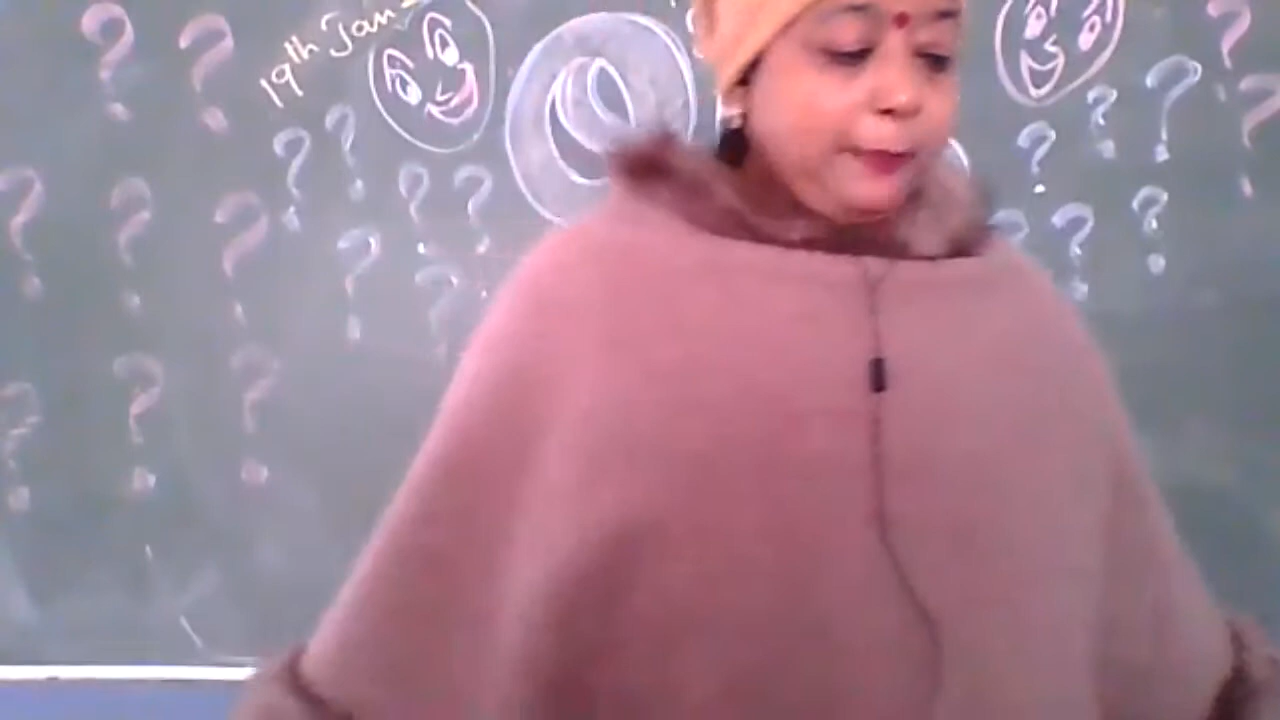 ? ? 19th Jan- ?
? ? ? ?
? ? ? ? ?
? ? ? ? ? ? ?
? ? ?
? ? ?